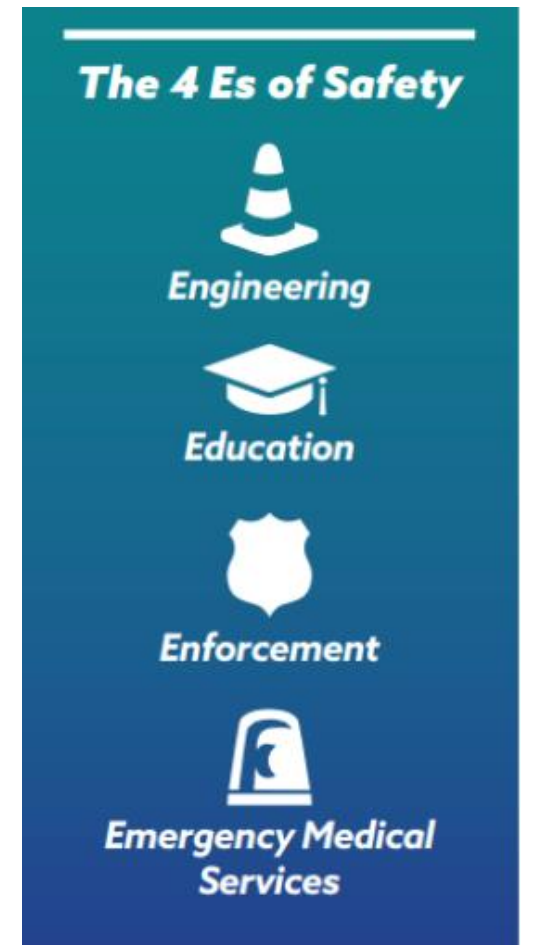 The 4 Es of Safety
Engineering
Education
Enforcement
Emergency Medical
Services